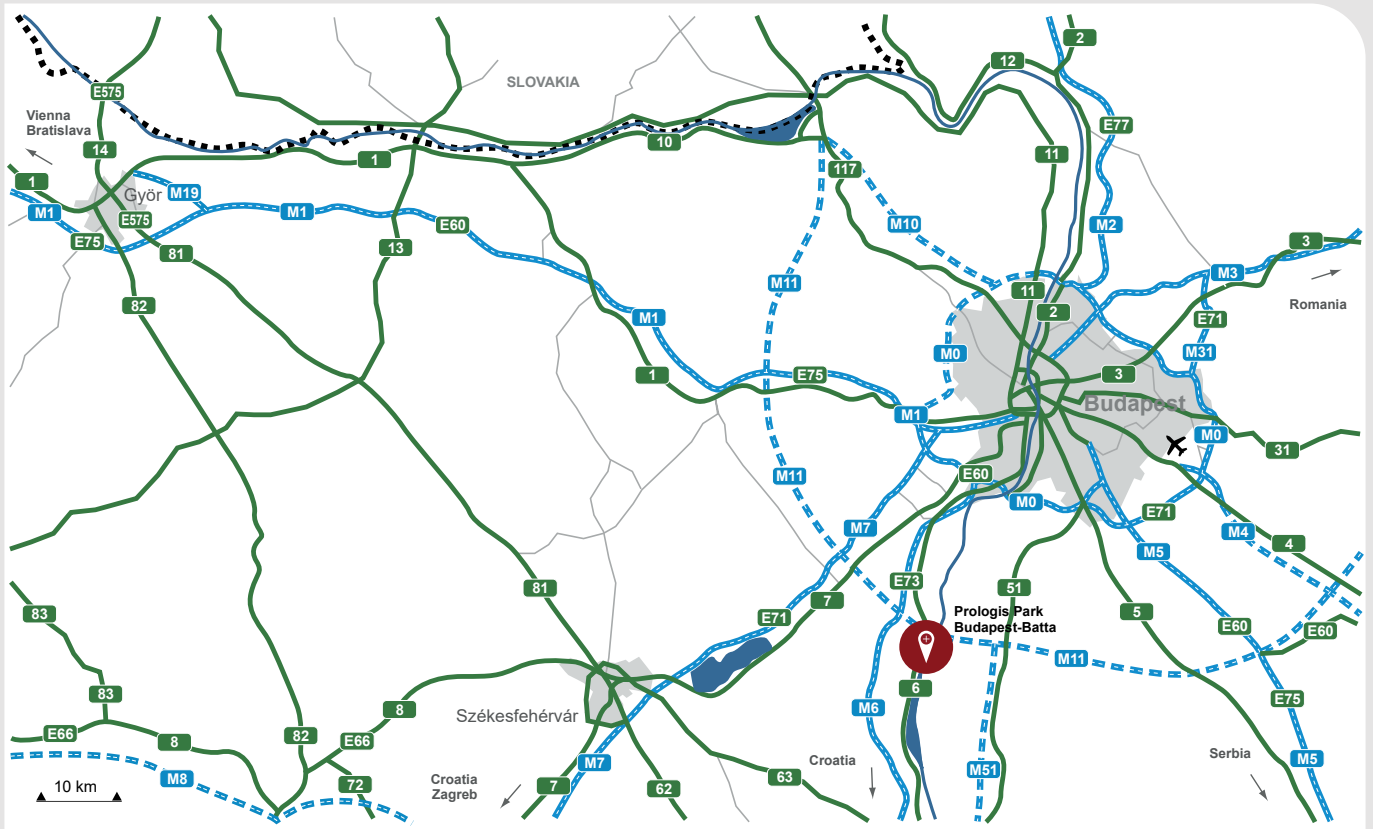 2
12
SLOVAKIA
E575
Vienna
Bratislava
E77
10
14
1
11
117
1
Györ
M19
M1
M1
E575
E60
M10
M2
E75
81
13
3
M3
M11
Romania
11
82
2
M1
E71
M0
M31
1
E75
3
Budapest
M1
M0
31
E60
M11
M0
E71
M7
M4
4
M5
E73
81
51
7
83
E71
Prologis Park
Budapest-Batta
5
E60
E60
M11
6
83
E75
8
M6
Székesfehérvár
E66
8
82
E66
Croatia
Serbia
M5
M7
M51
M8
10 km
Croatia
Zagreb
72
7
62
63